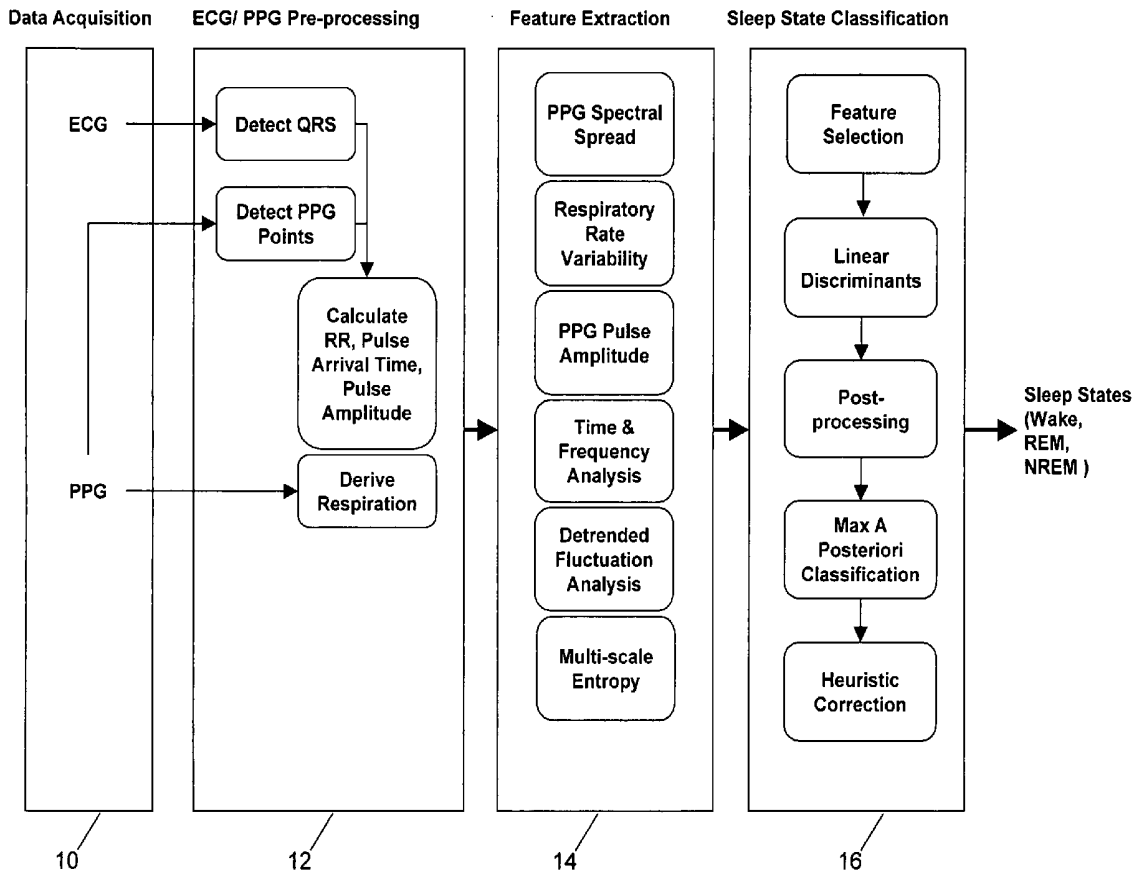 Data Acquisition
ECG/ PPG Pre-processing
Feature Extraction
Sleep State Classification
ECG
PPG
Detect QRS
Detect PPG
Points
Calculate
RR, Pulse
Arrival Time,
Pulse
Amplitude
Derive
Respiration
PPG Spectral
Spread
Respiratory
Rate
Variability
PPG Pulse
Amplitude
Time &
Frequency
Analysis
Detrended
Fluctuation
Analysis
Multi-scale
Entropy
Feature
Selection
Linear
Discriminants
Post-
processing
Max A
Posteriori
Classification
Heuristic
Correction
Sleep States
(Wake,
REM,
NREM )
10
12
14
16